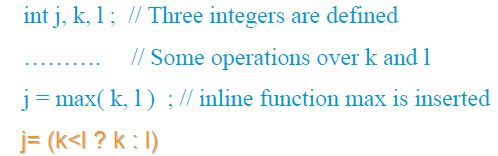 int j, k, l ;  // Three integers are defined
..........  // Some operations over k and l
j = max( k, l )  ; // inline function max is inserted
j= (k<l ? k : l)